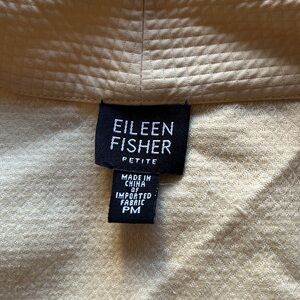 EILEEN
FISHER
PETITE
MADE IN
CHINA
OF
IMPORTED
FABRIC
PM